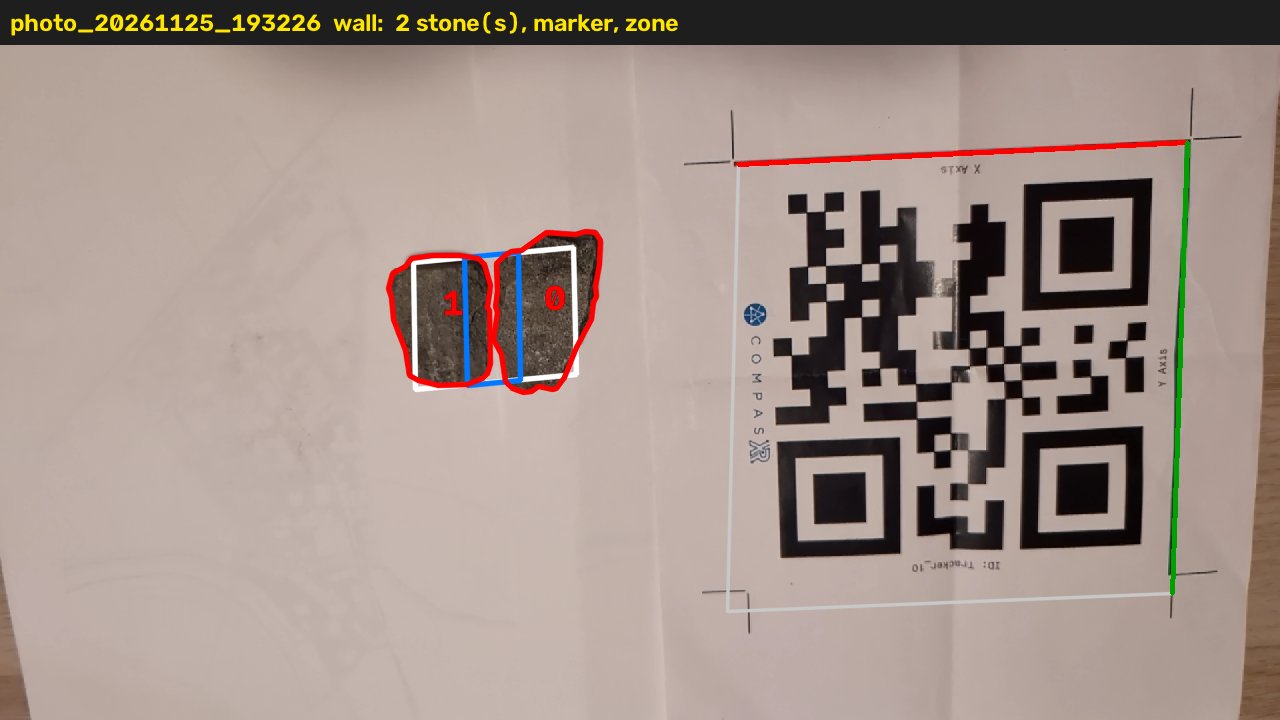 photo_20261125_193226 wall: 2 stone(s), marker, zone
X Axis
1
0
Y Axis
COMPAS XR
ID: Tracker_10